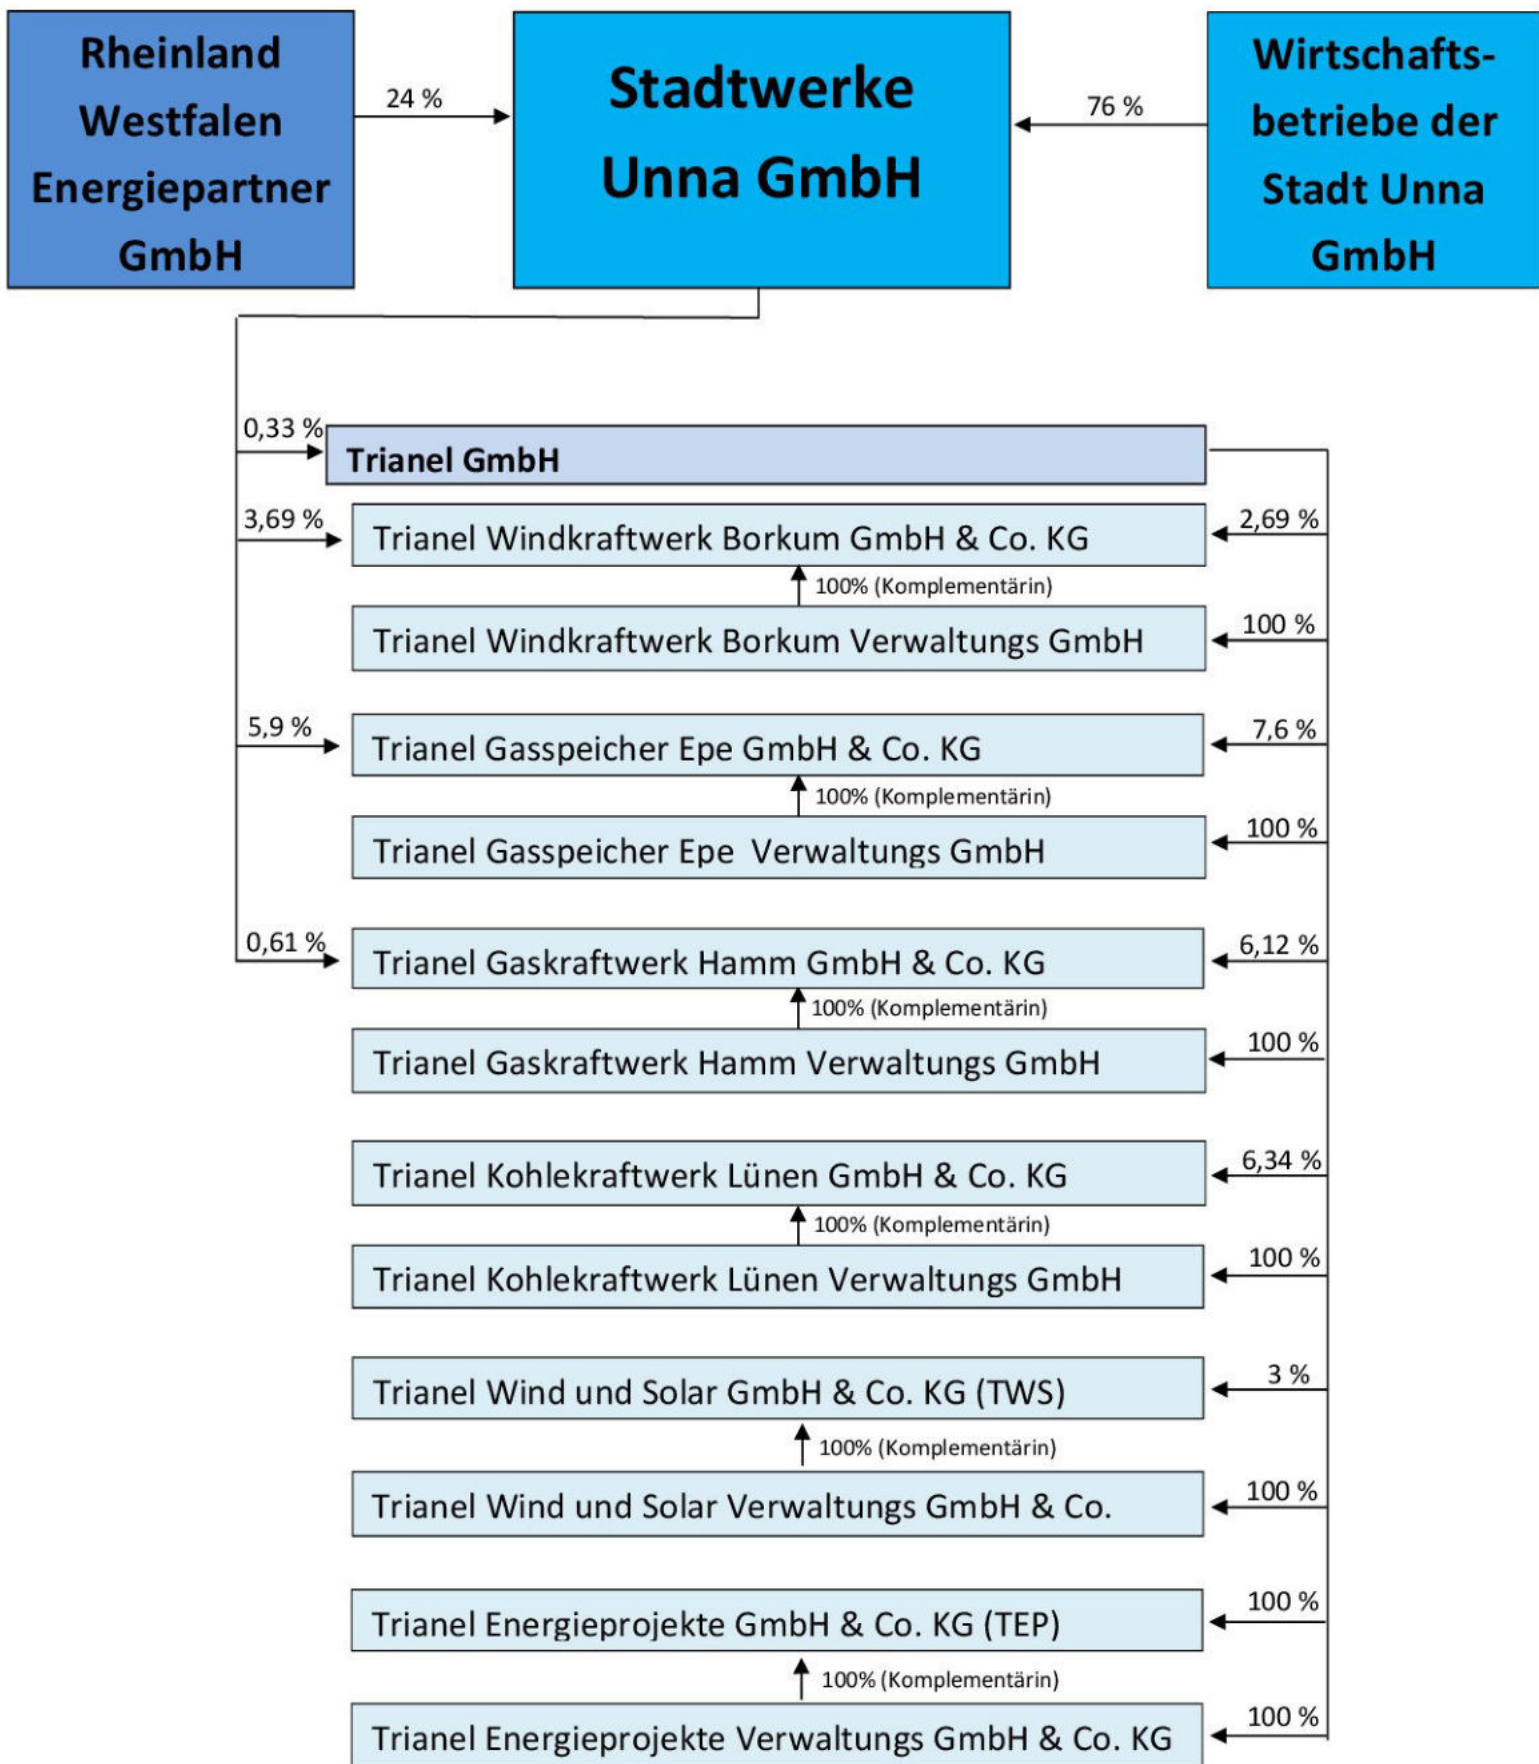 Rheinland
Westfalen
Energiepartner
GmbH
24 %
Stadtwerke
Unna GmbH
76 %
Wirtschafts-
betriebe der
Stadt Unna
GmbH
0,33 %
Trianel GmbH
3,69 %
Trianel Windkraftwerk Borkum GmbH & Co. KG
2,69 %
100% (Komplementärin)
Trianel Windkraftwerk Borkum Verwaltungs GmbH
100 %
5,9 %
Trianel Gasspeicher Epe GmbH & Co. KG
7,6 %
100% (Komplementärin)
Trianel Gasspeicher Epe Verwaltungs GmbH
100 %
0,61 %
Trianel Gaskraftwerk Hamm GmbH & Co. KG
6,12 %
100% (Komplementärin)
Trianel Gaskraftwerk Hamm Verwaltungs GmbH
100 %
Trianel Kohlekraftwerk Lünen GmbH & Co. KG
6,34 %
100% (Komplementärin)
Trianel Kohlekraftwerk Lünen Verwaltungs GmbH
100 %
Trianel Wind und Solar GmbH & Co. KG (TWS)
3 %
100% (Komplementärin)
Trianel Wind und Solar Verwaltungs GmbH & Co.
100 %
Trianel Energieprojekte GmbH & Co. KG (TEP)
100 %
100% (Komplementärin)
Trianel Energieprojekte Verwaltungs GmbH & Co. KG
100 %